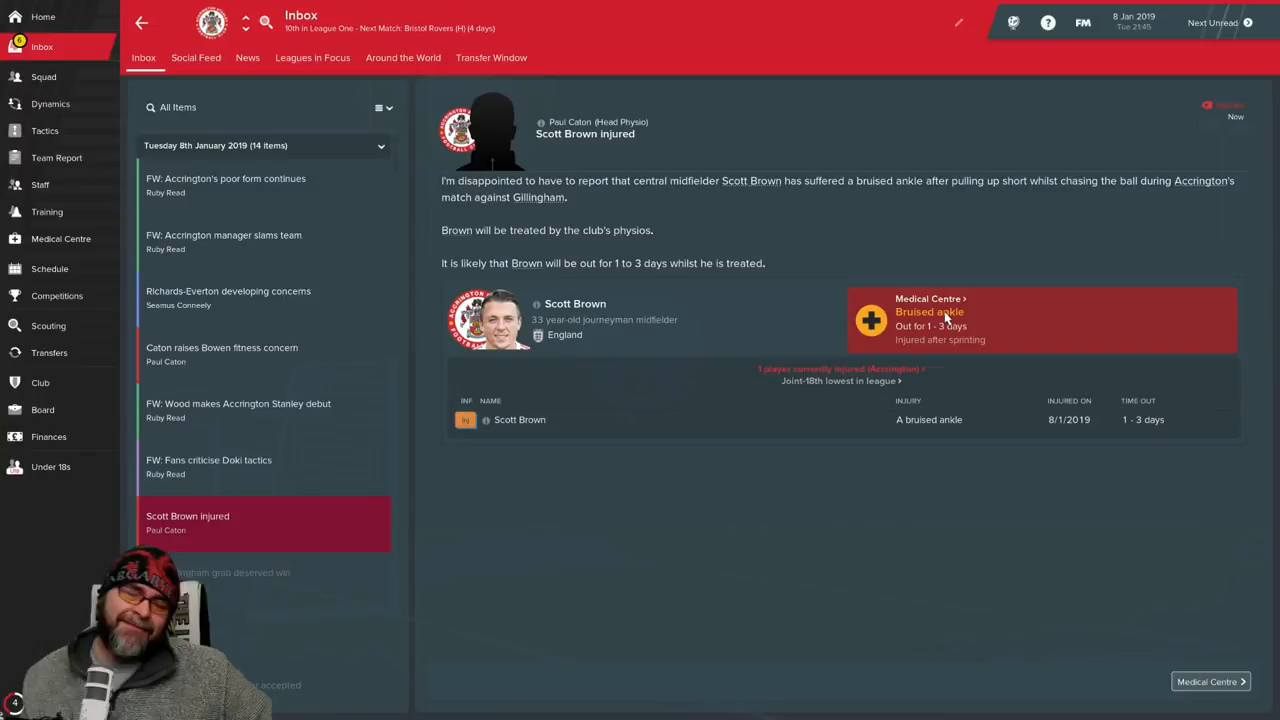 Home
Inbox
10th in League One - Next Match: Bristol Rovers (H) (4 days)
8 Jan 2019
Tue 21:45
FM
Next Unread
6
Inbox
Inbox
Social Feed
News
Leagues in Focus
Around the World
Transfer Window
Squad
Dynamics
Tactics
Team Report
Staff
Training
Medical Centre
Schedule
Competitions
Scouting
Transfers
Club
Board
Finances
Under 18s
4
All Items
Tuesday 8th January 2019 (14 items)
FW: Accrington's poor form continues
Ruby Read
FW: Accrington manager slams team
Ruby Read
Richards-Everton developing concerns
Seamus Conneely
Caton raises Bowen fitness concern
Paul Caton
FW: Wood makes Accrington Stanley debut
Ruby Read
FW: Fans criticise Doki tactics
Ruby Read
Scott Brown injured
Paul Caton
grab deserved win
accepted
Paul Caton (Head Physio)
Scott Brown injured
Now
I'm disappointed to have to report that central midfielder Scott Brown has suffered a bruised ankle after pulling up short whilst chasing the ball during Accrington's
match against Gillingham.
Brown will be treated by the club's physios.
It is likely that Brown will be out for 1 to 3 days whilst he is treated.
Scott Brown
33 year-old journeyman midfielder
England
Medical Centre >
Bruised ankle
Out for 1 - 3 days
Injured after sprinting
1 player currently injured (Accrington) >
Joint-18th lowest in league >
INF NAME INJURY INJURED ON TIME OUT
Inj Scott Brown A bruised ankle 8/1/2019 1 - 3 days
Medical Centre >